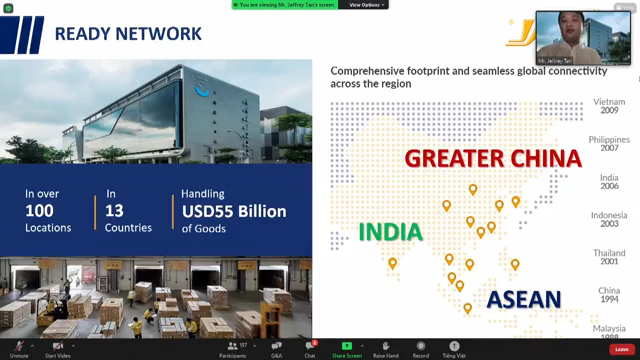 You are viewing Mr. Jeffrey Tan's screen
View Options
READY NETWORK
Mr. Jeffrey Tan
Comprehensive footprint and seamless global connectivity
across the region
In over
100
Locations
In
13
Countries
Handling
USD55 Billion
of Goods
GREATER CHINA
INDIA
ASEAN
Vietnam
2009
Philippines
2007
India
2006
Indonesia
2003
Thailand
2001
China
1994
Malaysia
1988
Unmute
Start Video
157
Participants
Q&A
Chat
Share Screen
Raise Hand
Record
Tiếng Việt
Leave